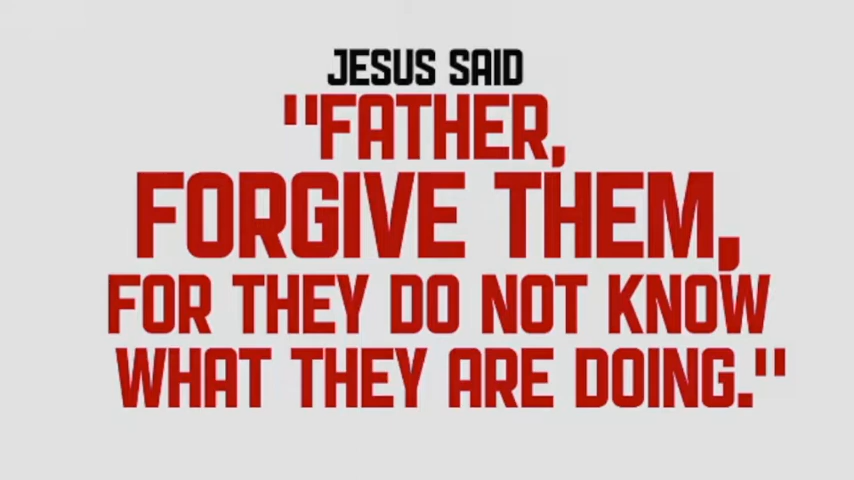 JESUS SAID
"FATHER,
FORGIVE THEM,
FOR THEY DO NOT KNOW
WHAT THEY ARE DOING."